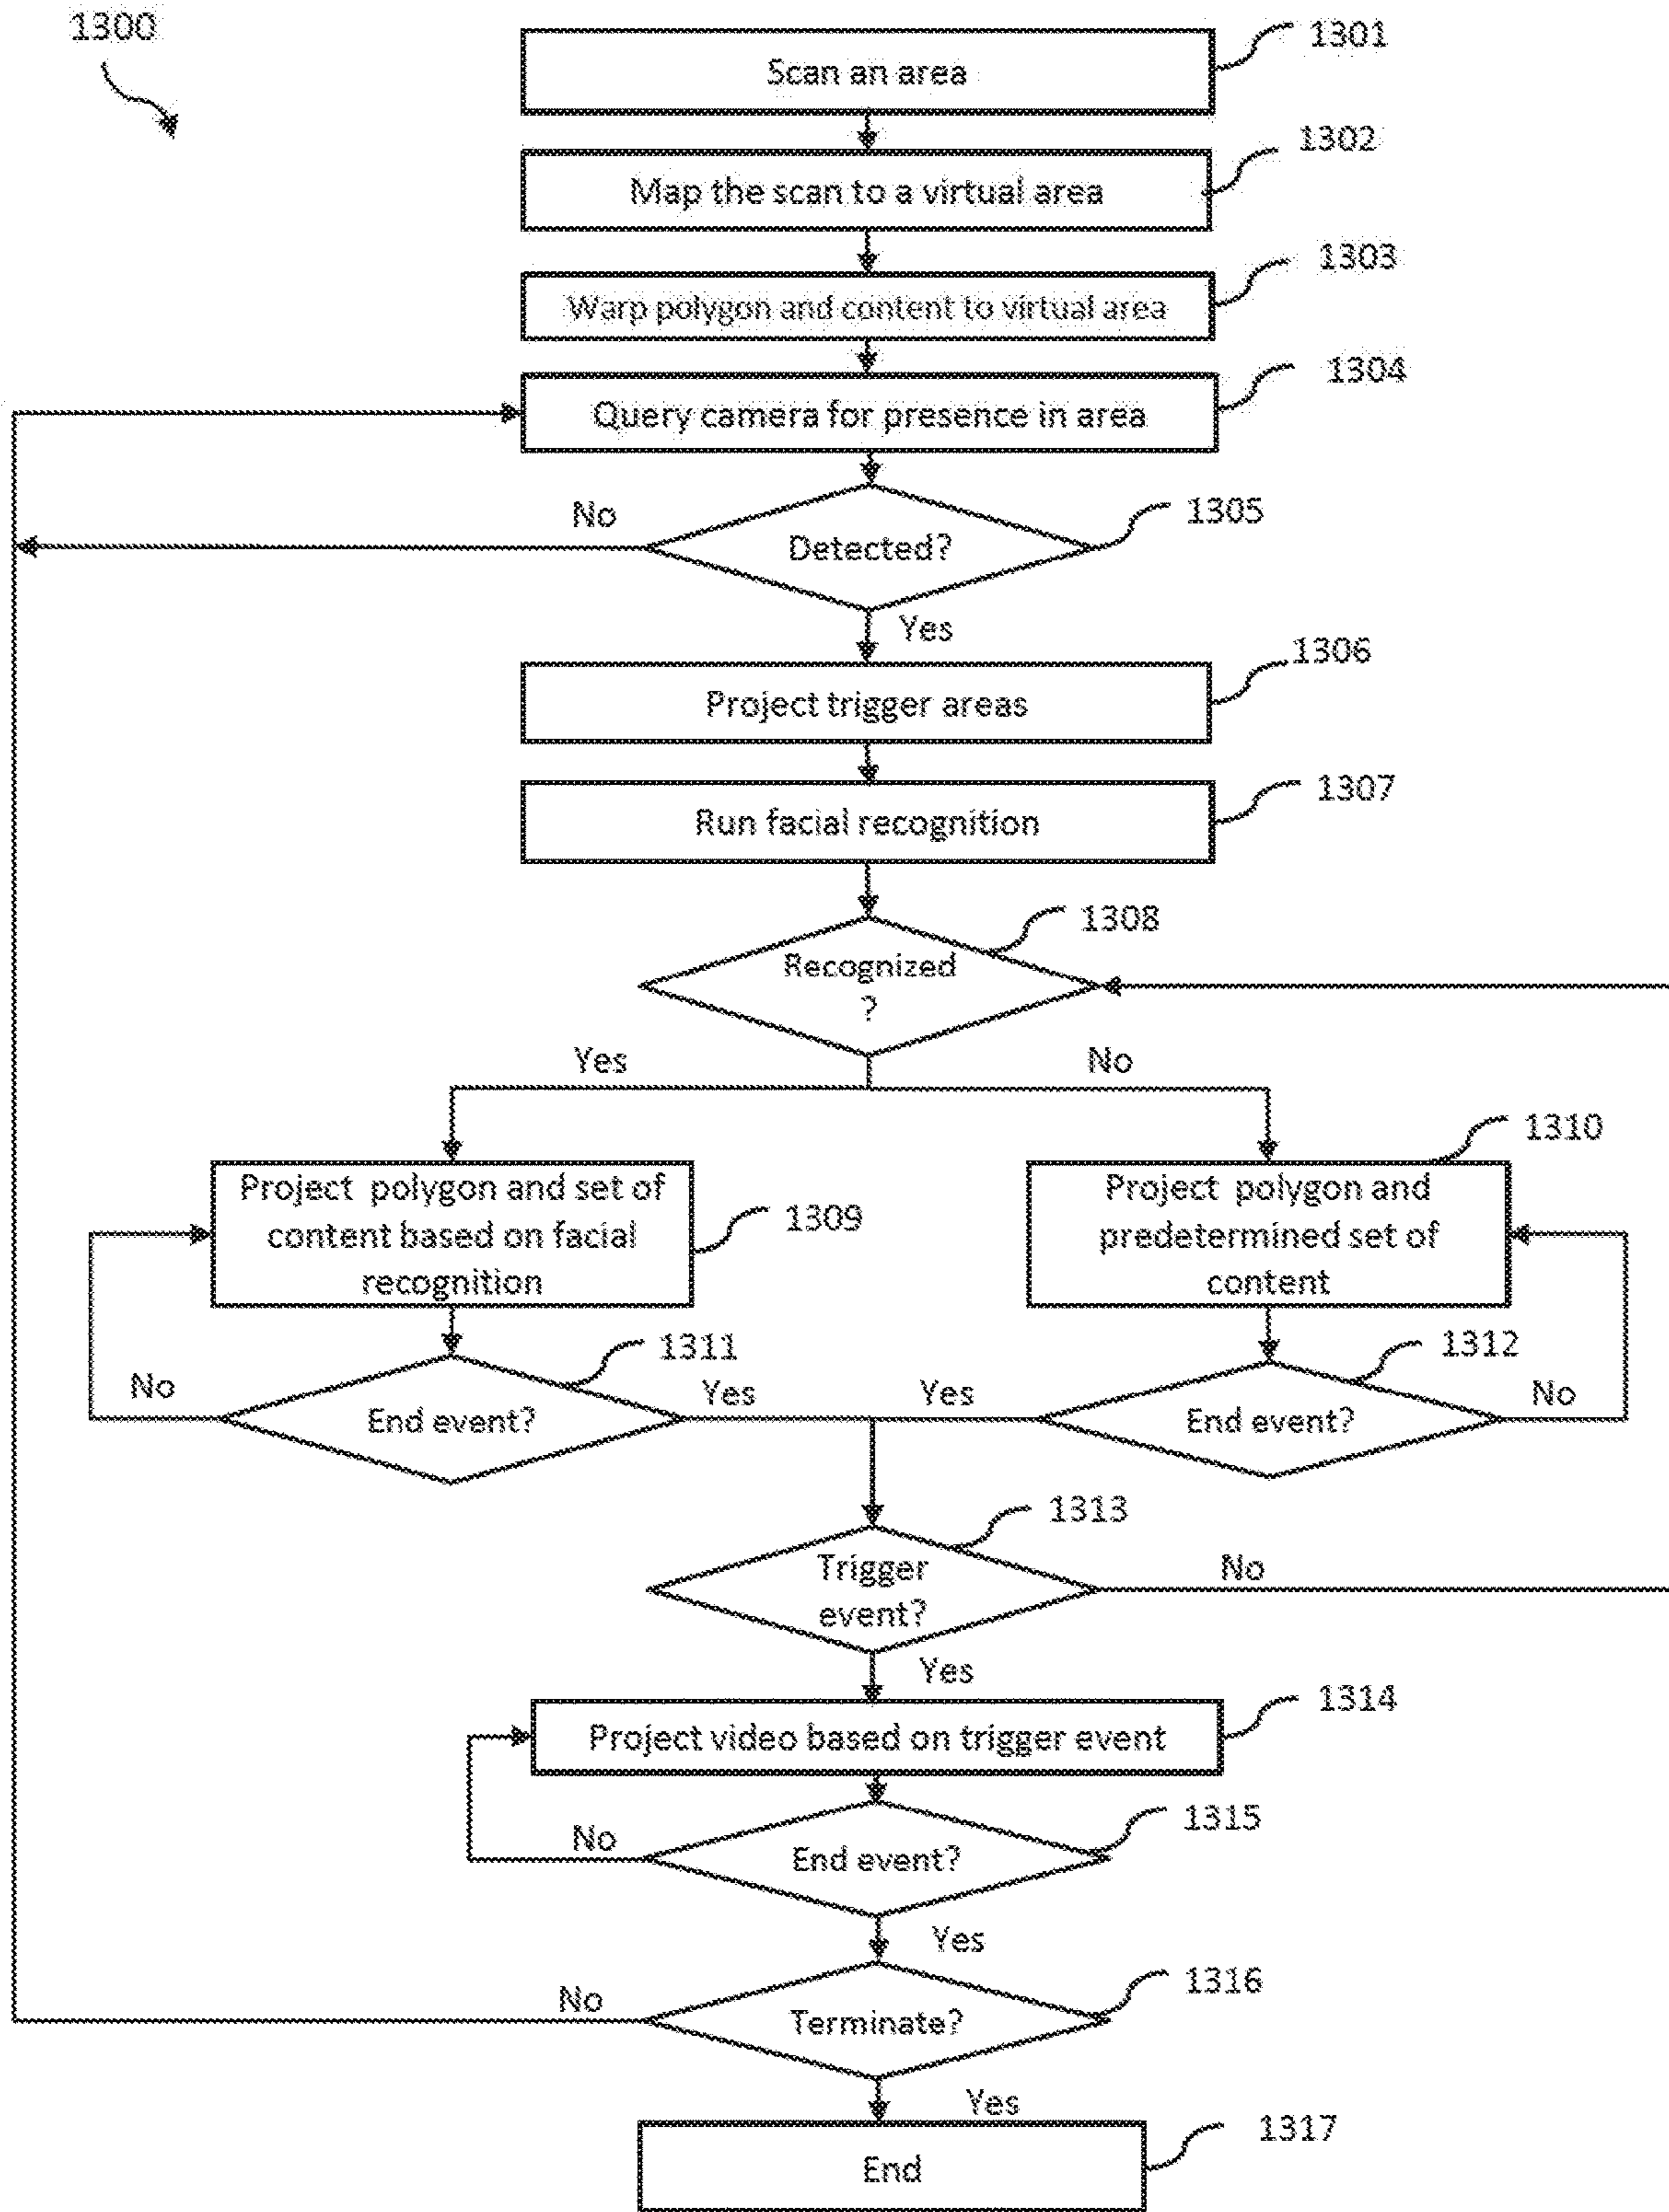 1300
1301
Scan an area
1302
Map the scan to a virtual area
1303
Warp polygon and content to virtual area
1304
Query camera for presence in area
1305
No
Detected?
Yes
1306
Project trigger areas
1307
Run facial recognition
1308
Recognized
?
Yes
No
1310
Project polygon and set of
content based on facial
recognition
1309
Project polygon and
predetermined set of
content
1311
1312
No
End event?
Yes
Yes
End event?
No
1313
Trigger
event?
No
Yes
1314
Project video based on trigger event
1315
No
End event?
Yes
1316
No
Terminate?
Yes
1317
End